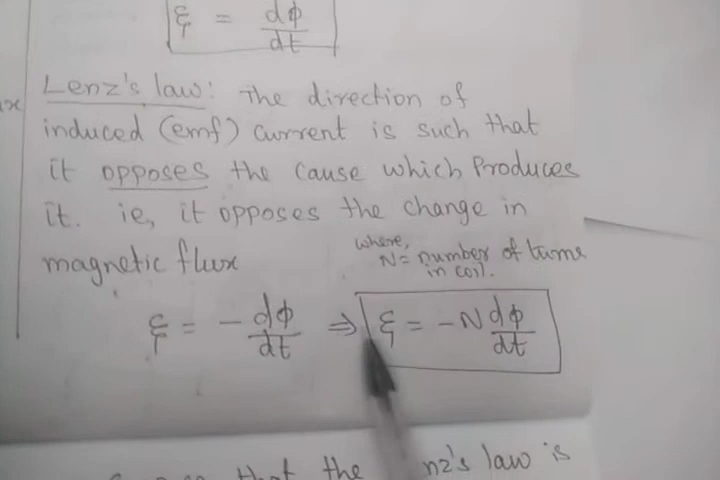 ξ = dφ/dt
Lenz's law: The direction of
induced (emf) current is such that
it opposes the cause which Produces
it. ie, it opposes the change in
magnetic flux
where,
N = number of turns
in coil.
ξ = - dφ/dt ⇒ ξ = -N dφ/dt
that the nz's law is